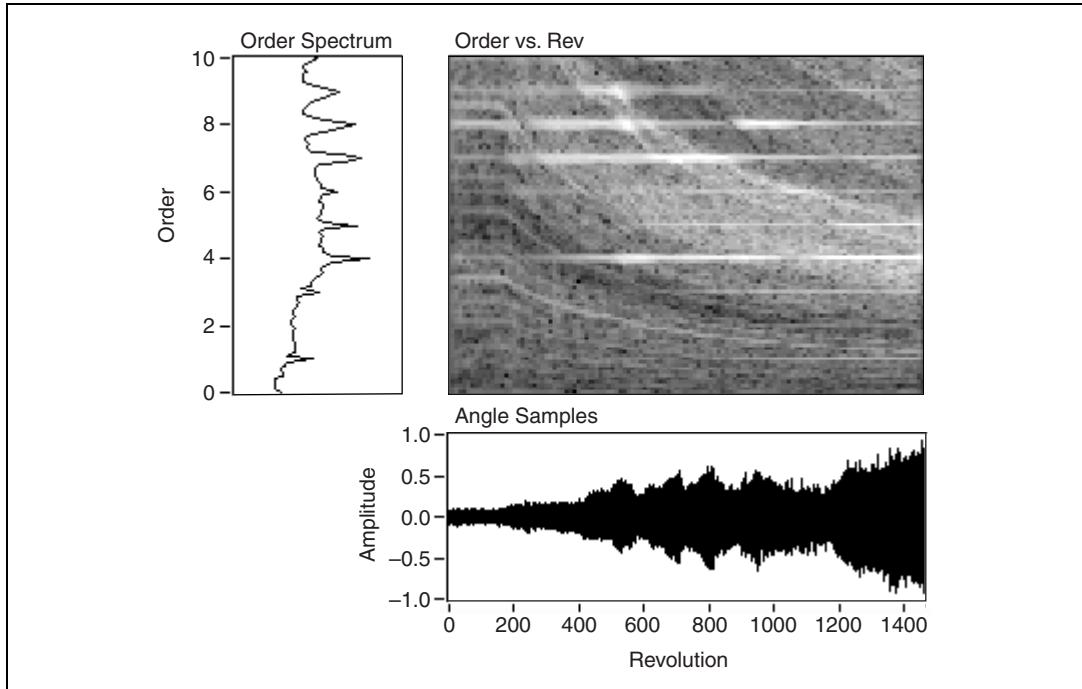 Order Spectrum
Order vs. Rev
10
8
6
4
2
0
Order
Angle Samples
1.0
0.5
0.0
–0.5
–1.0
Amplitude
0 200 400 600 800 1000 1200 1400
Revolution